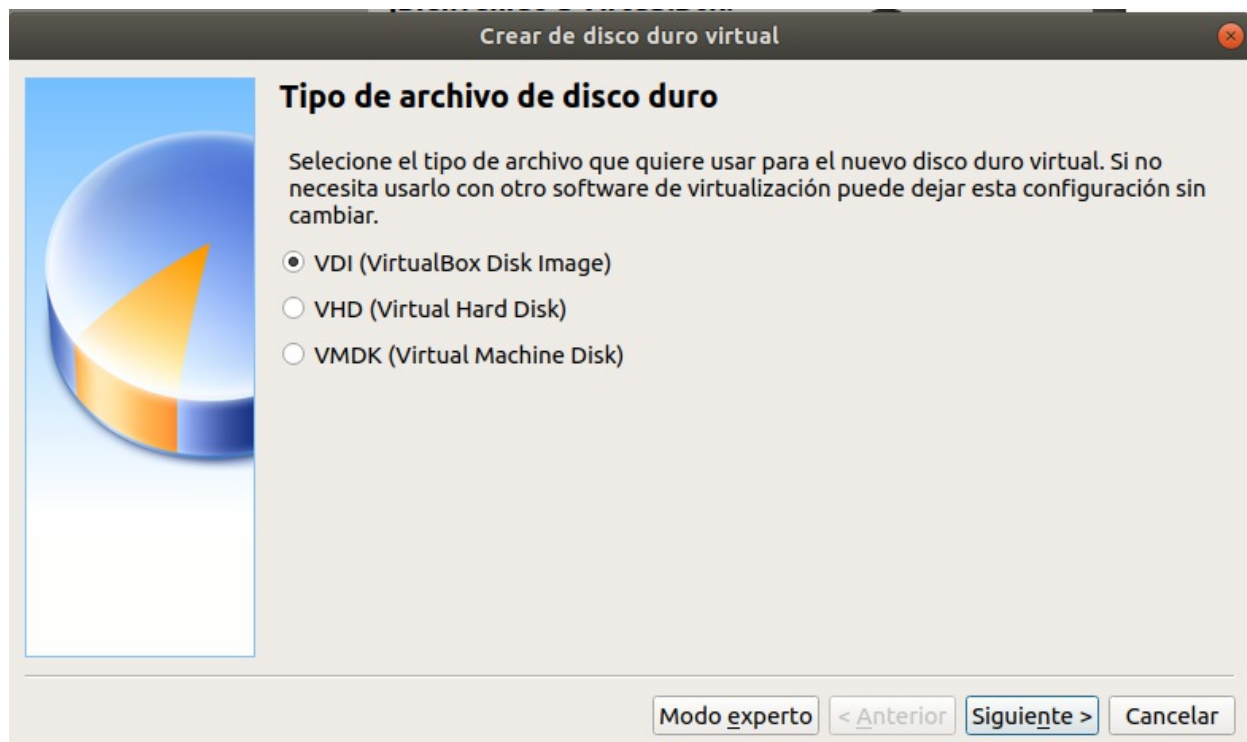 Crear de disco duro virtual
Tipo de archivo de disco duro
Selecione el tipo de archivo que quiere usar para el nuevo disco duro virtual. Si no
necesita usarlo con otro software de virtualización puede dejar esta configuración sin
cambiar.
VDI (VirtualBox Disk Image)
VHD (Virtual Hard Disk)
VMDK (Virtual Machine Disk)
Modo experto
< Anterior
Siguiente >
Cancelar